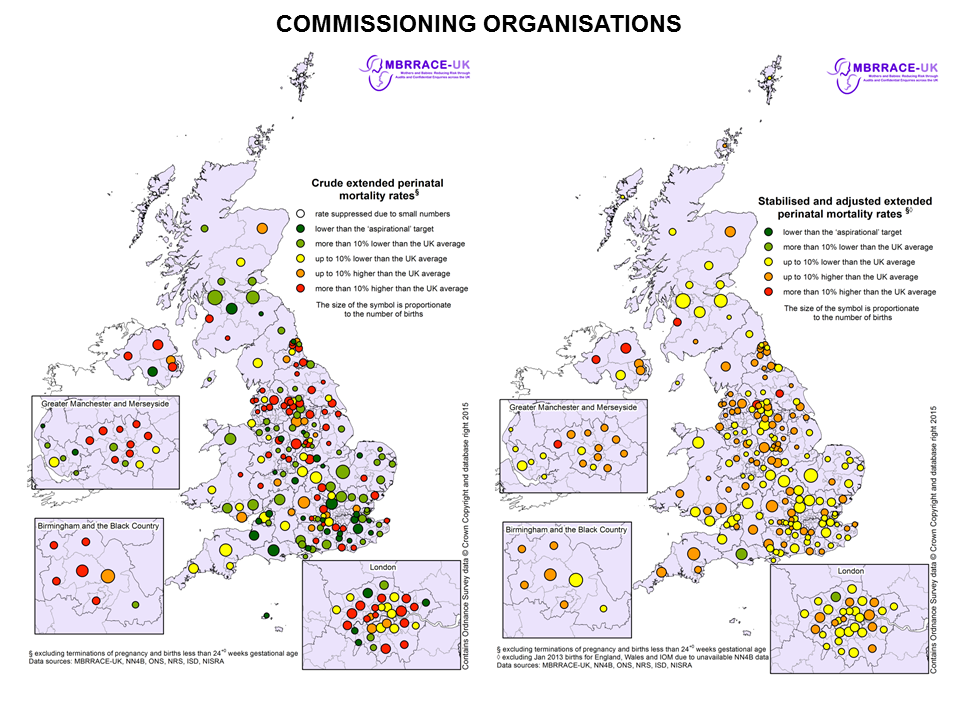 COMMISSIONING ORGANISATIONS
MBRRACE-UK
Mothers and Babies: Reducing Risk through
Audits and Confidential Enquiries across the UK
Crude extended perinatal
mortality rates§
rate suppressed due to small numbers
lower than the 'aspirational' target
more than 10% lower than the UK average
up to 10% lower than the UK average
up to 10% higher than the UK average
more than 10% higher than the UK average
The size of the symbol is proportionate
to the number of births
Greater Manchester and Merseyside
Birmingham and the Black Country
London
Contains Ordnance Survey data © Crown Copyright and database right 2015
§ excluding terminations of pregnancy and births less than 24⁺⁰ weeks gestational age
Data sources: MBRRACE-UK, NN4B, ONS, NRS, ISD, NISRA
MBRRACE-UK
Mothers and Babies: Reducing Risk through
Audits and Confidential Enquiries across the UK
Stabilised and adjusted extended
perinatal mortality rates §◊
lower than the 'aspirational' target
more than 10% lower than the UK average
up to 10% lower than the UK average
up to 10% higher than the UK average
more than 10% higher than the UK average
The size of the symbol is proportionate
to the number of births
Greater Manchester and Merseyside
Birmingham and the Black Country
London
Contains Ordnance Survey data © Crown Copyright and database right 2015
§ excluding terminations of pregnancy and births less than 24⁺⁰ weeks gestational age
◊ excluding Jan 2013 births for England, Wales and IOM due to unavailable NN4B data
Data sources: MBRRACE-UK, NN4B, ONS, NRS, ISD, NISRA